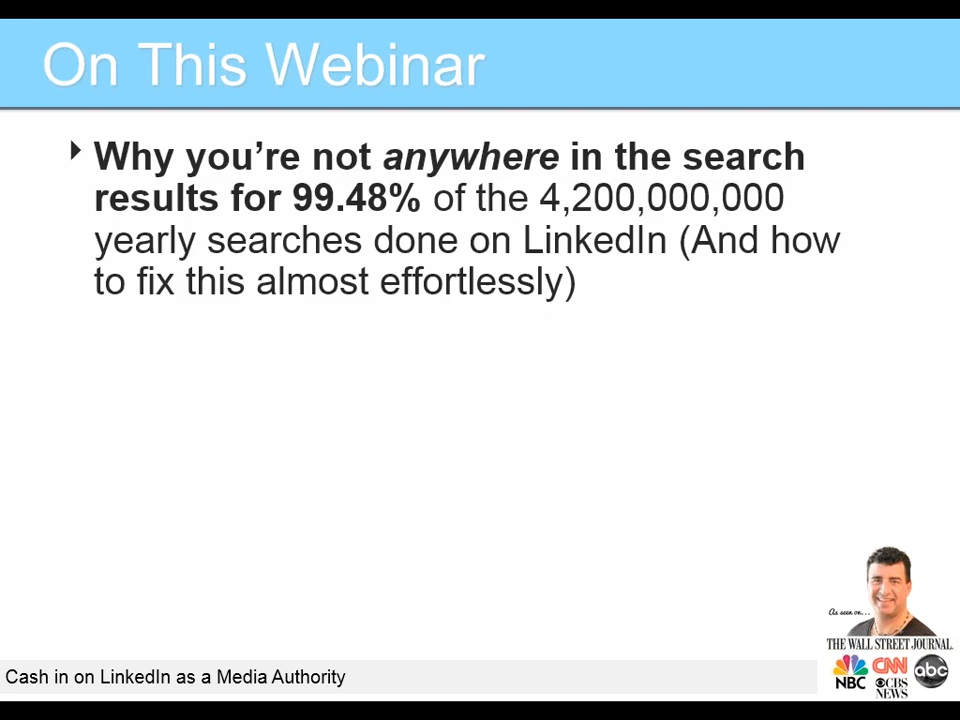 On This Webinar
Why you’re not anywhere in the search
results for 99.48% of the 4,200,000,000
yearly searches done on LinkedIn (And how
to fix this almost effortlessly)
As seen on...
THE WALL STREET JOURNAL.
Cash in on LinkedIn as a Media Authority
NBC
CNN
CBS
NEWS
abc